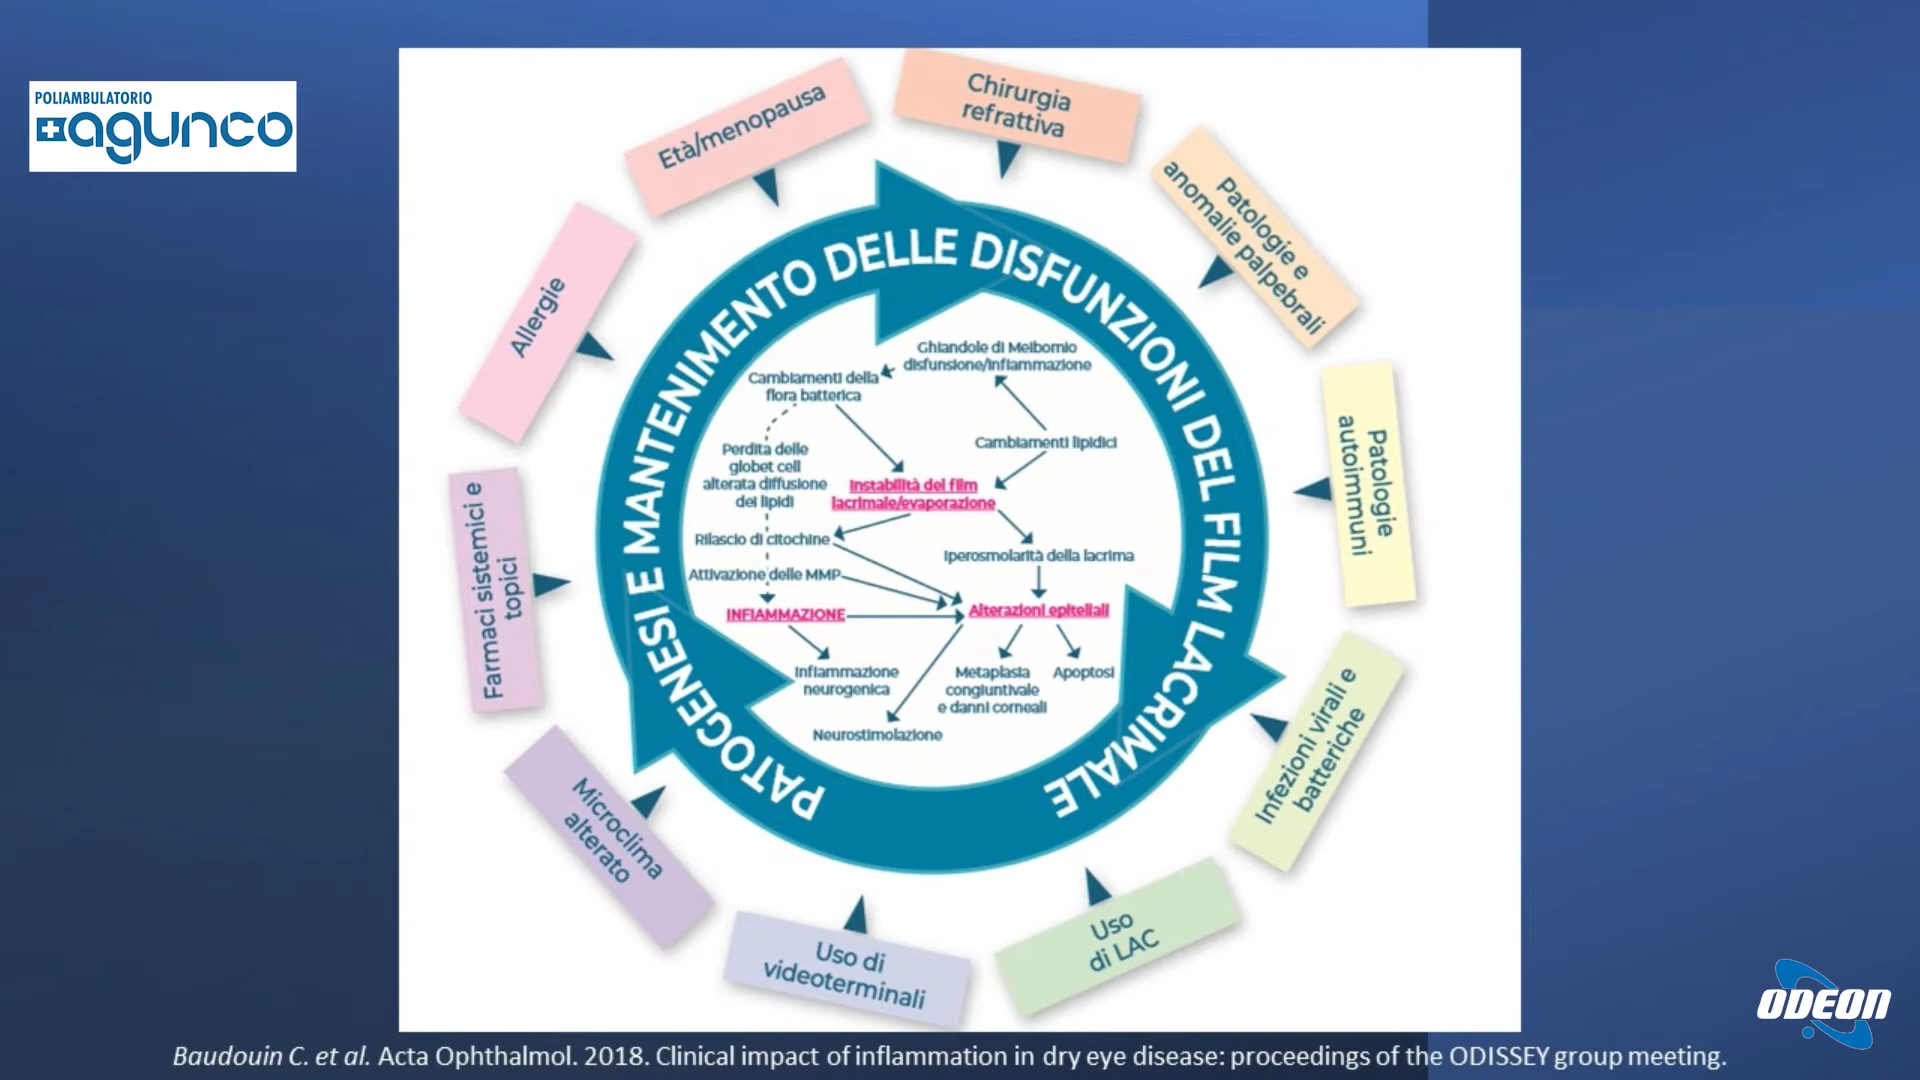 POLIAMBULATORIO
agunco
Età/menopausa
Chirurgia
refrattiva
Patologie e
anomalie palpebrali
Patologie
autoimmuni
Infezioni virali e
batteriche
Uso
di LAC
Uso di
videoterminali
Microclima
alterato
Farmaci sistemici e
topici
Allergie
PATOGENESI E MANTENIMENTO DELLE DISFUNZIONI DEL FILM LACRIMALE
Ghiandole di Meibomio
disfunsione/infiammazione
Cambiamenti della
flora batterica
Cambiamenti lipidici
Perdita delle
globet cell
alterata diffusione
dei lipidi
Instabilità del film
lacrimale/evaporazione
Rilascio di citochine
Iperosmolarità della lacrima
Attivazione delle MMP
INFIAMMAZIONE
Alterazioni epiteliali
Infiammazione
neurogenica
Metaplasia
congiuntivale
e danni corneali
Apoptosi
Neurostimolazione
ODEON
Baudouin C. et al. Acta Ophthalmol. 2018. Clinical impact of inflammation in dry eye disease: proceedings of the ODISSEY group meeting.